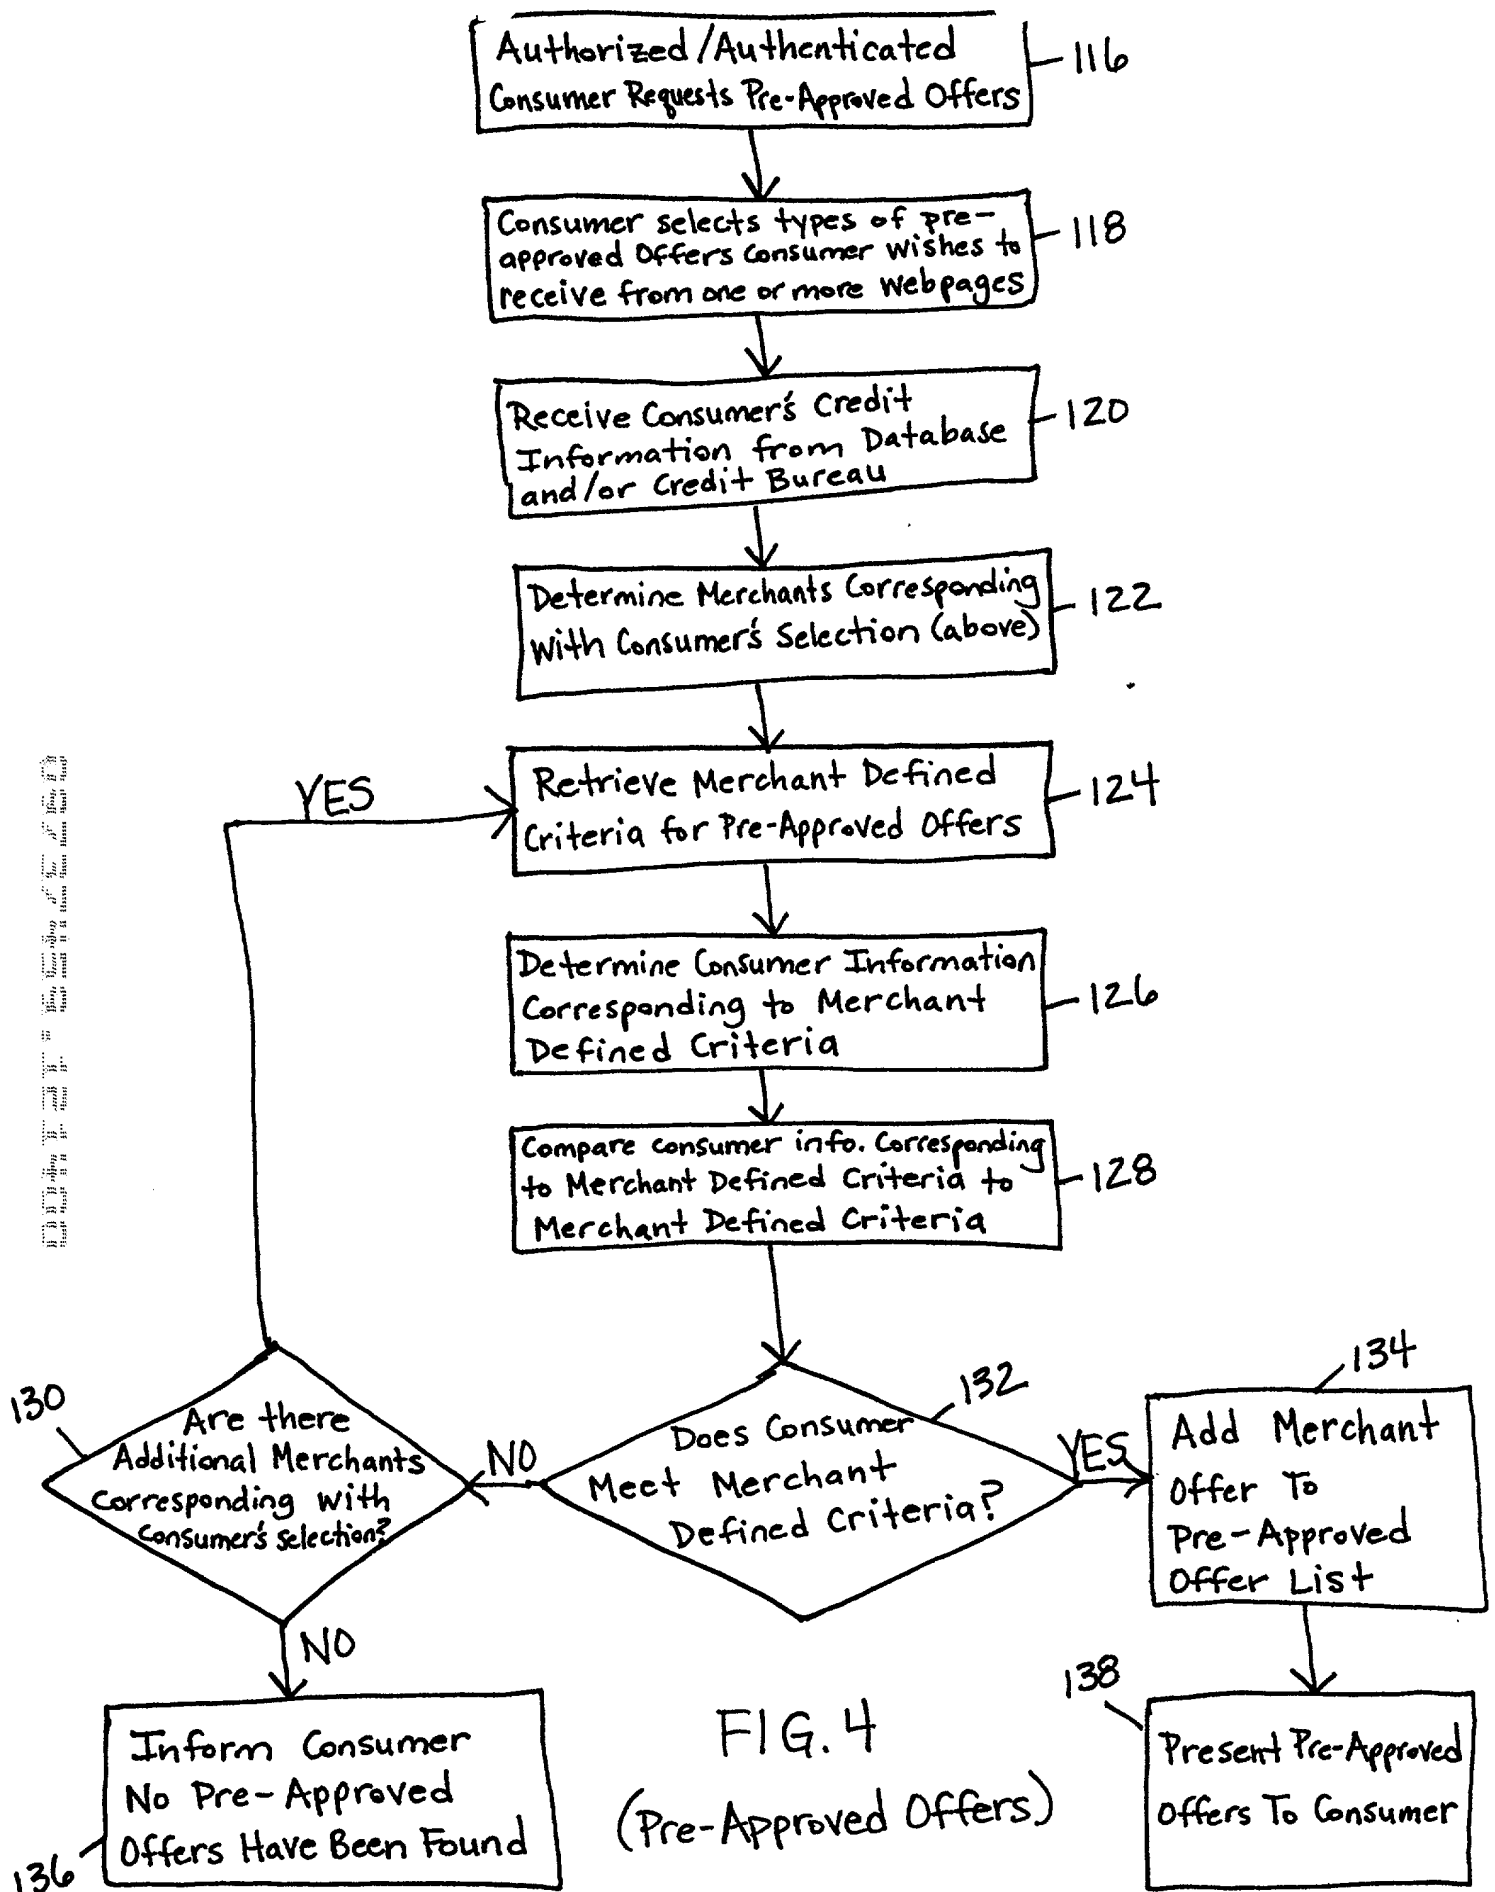 Authorized/Authenticated
Consumer Requests Pre-Approved Offers
116
Consumer selects types of pre-
approved Offers Consumer wishes to
receive from one or more webpages
118
Receive Consumer's Credit
Information from Database
and/or Credit Bureau
120
Determine Merchants Corresponding
with Consumer's Selection (above)
122
YES
Retrieve Merchant Defined
Criteria for Pre-Approved Offers
124
Determine Consumer Information
Corresponding to Merchant
Defined Criteria
126
Compare consumer info. Corresponding
to Merchant Defined Criteria to
Merchant Defined Criteria
128
130
Are there
Additional Merchants
Corresponding with
Consumer's selection?
NO
132
Does Consumer
Meet Merchant
Defined Criteria?
YES
134
Add Merchant
Offer To
Pre-Approved
Offer List
NO
Inform Consumer
No Pre-Approved
Offers Have Been Found
136
138
Present Pre-Approved
Offers To Consumer
FIG. 4
(Pre-Approved Offers)